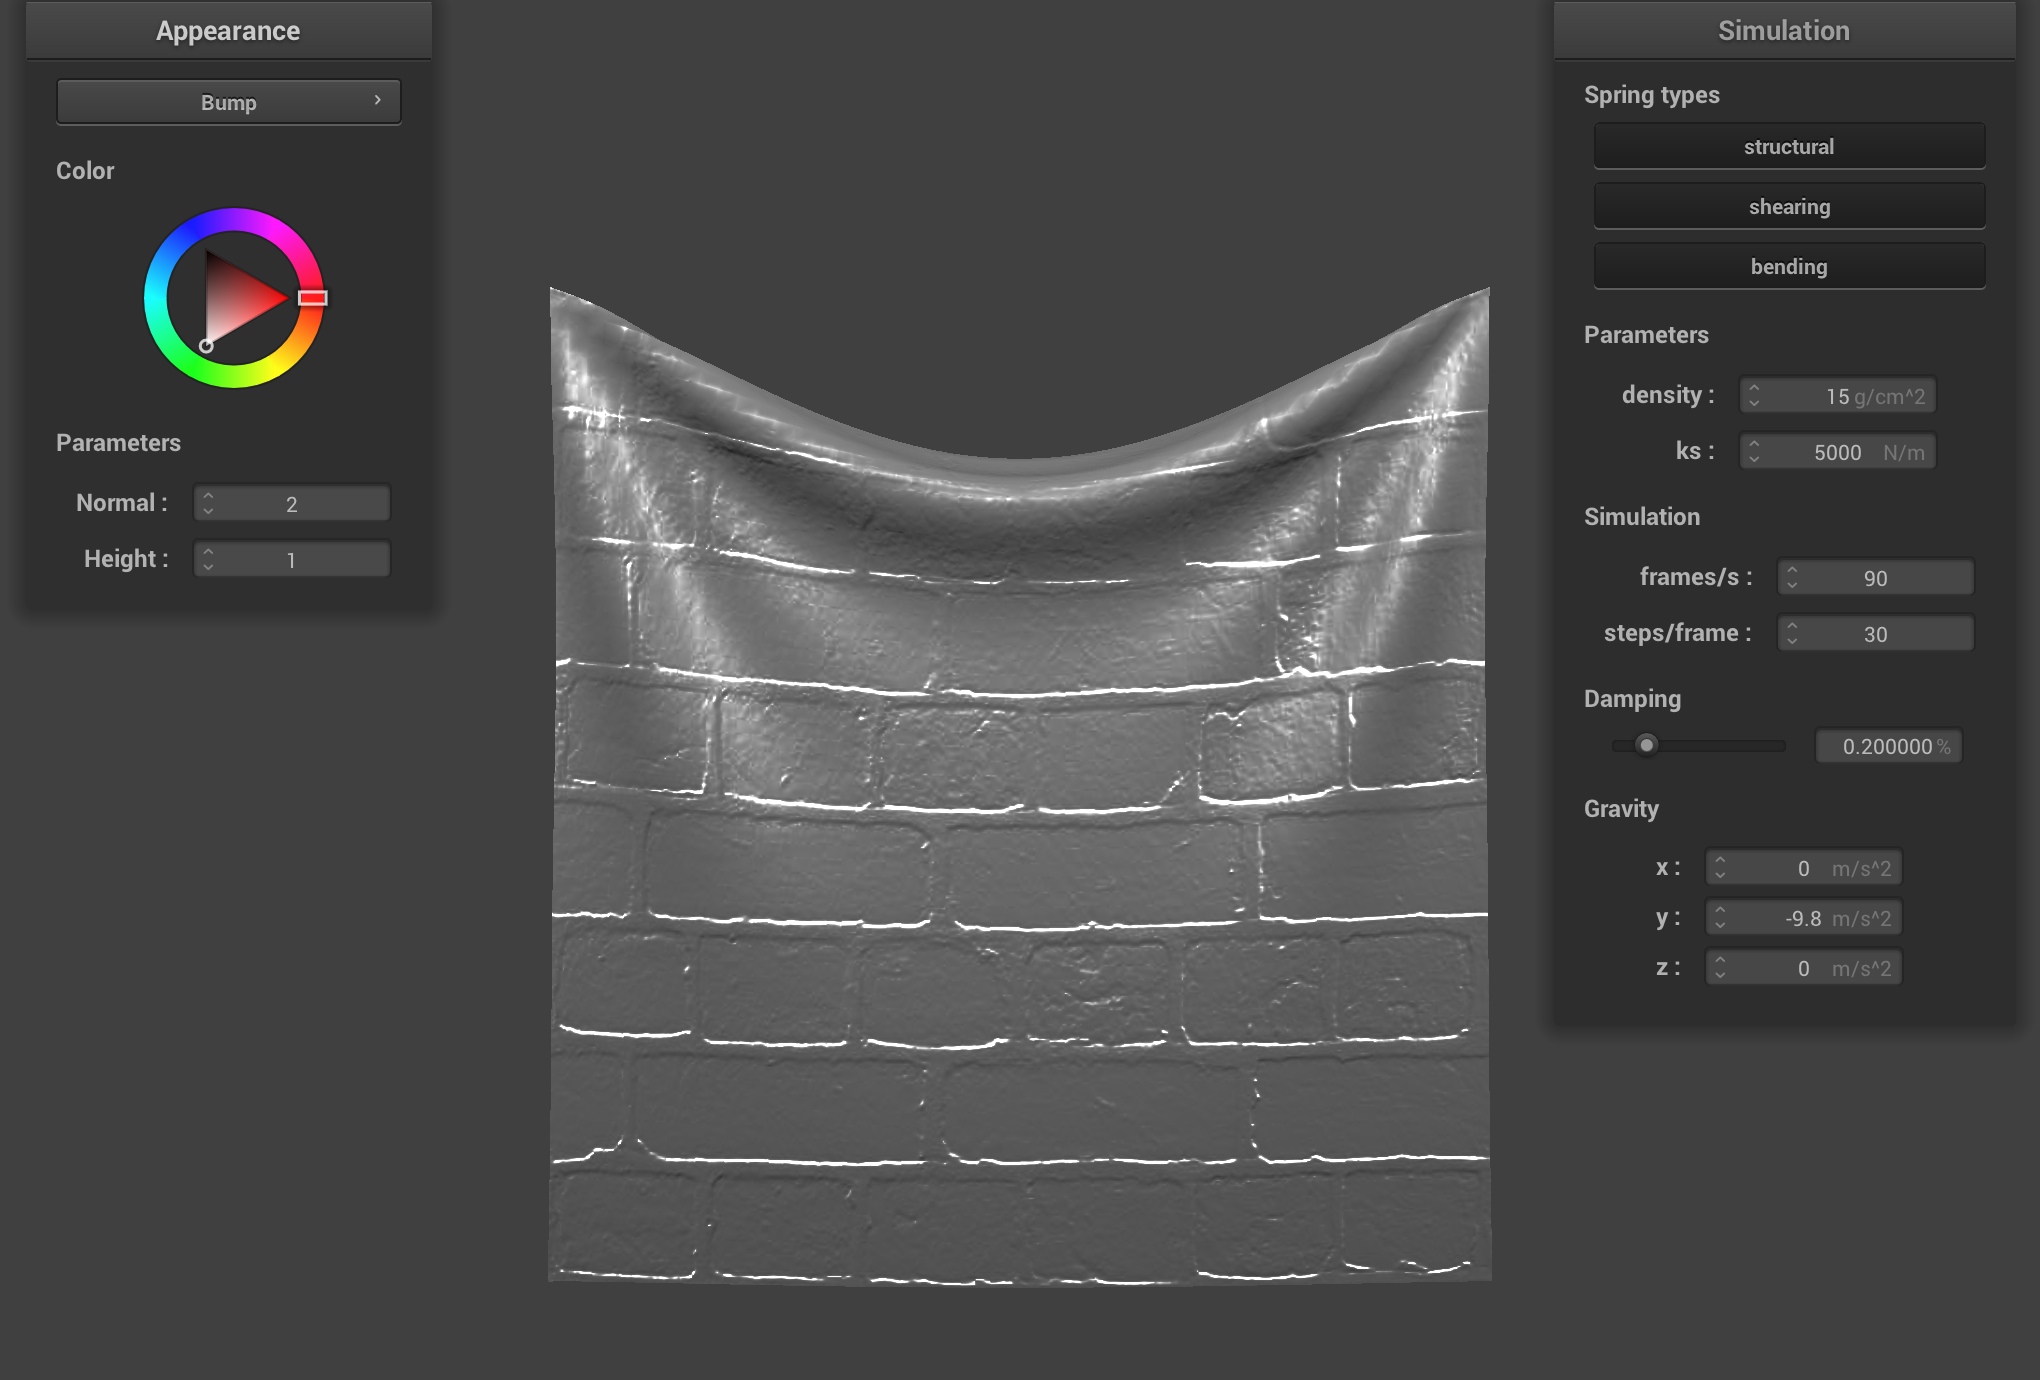 Appearance
Bump
Color
Parameters
Normal : 2
Height : 1
Simulation
Spring types
structural
shearing
bending
Parameters
density : 15 g/cm^2
ks : 5000 N/m
Simulation
frames/s : 90
steps/frame : 30
Damping
0.200000 %
Gravity
x : 0 m/s^2
y : -9.8 m/s^2
z : 0 m/s^2